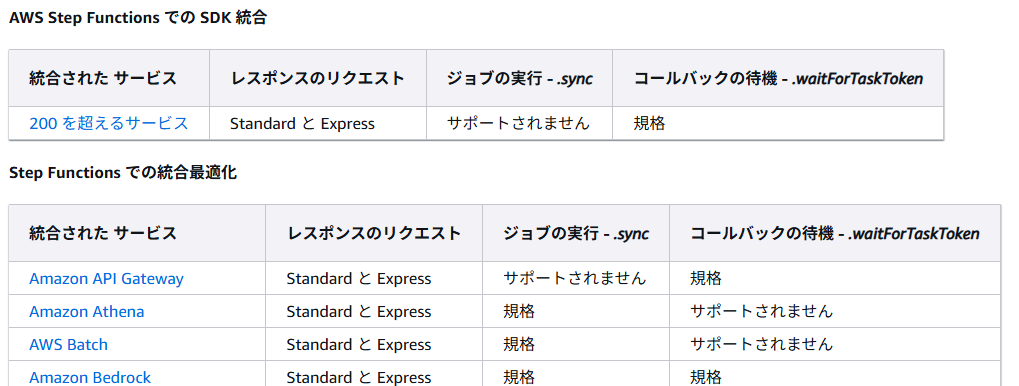 AWS Step Functions での SDK 統合
統合された サービス レスポンスのリクエスト ジョブの実行 - .sync コールバックの待機 - .waitForTaskToken
200 を超えるサービス Standard と Express サポートされません 規格
Step Functions での統合最適化
統合された サービス レスポンスのリクエスト ジョブの実行 - .sync コールバックの待機 - .waitForTaskToken
Amazon API Gateway Standard と Express サポートされません 規格
Amazon Athena Standard と Express 規格 サポートされません
AWS Batch Standard と Express 規格 サポートされません
Amazon Bedrock Standard と Express 規格 規格